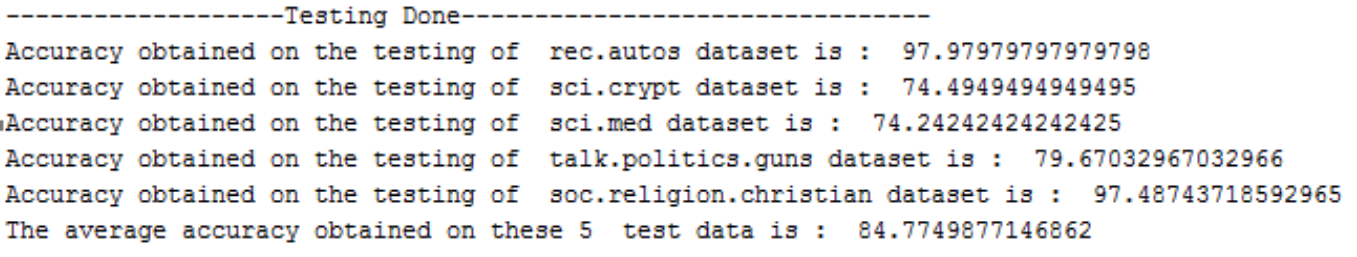 -------------------Testing Done--------------------------------
Accuracy obtained on the testing of  rec.autos dataset is :  97.97979797979798
Accuracy obtained on the testing of  sci.crypt dataset is :  74.4949494949495
Accuracy obtained on the testing of  sci.med dataset is :  74.24242424242425
Accuracy obtained on the testing of  talk.politics.guns dataset is :  79.67032967032966
Accuracy obtained on the testing of  soc.religion.christian dataset is :  97.48743718592965
The average accuracy obtained on these 5  test data is :  84.7749877146862